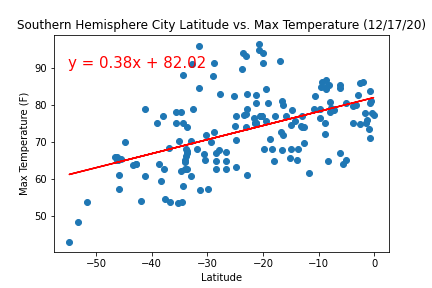 Southern Hemisphere City Latitude vs. Max Temperature (12/17/20)
y = 0.38x + 82.02
Max Temperature (F)
90
80
70
60
50
−50 −40 −30 −20 −10 0
Latitude